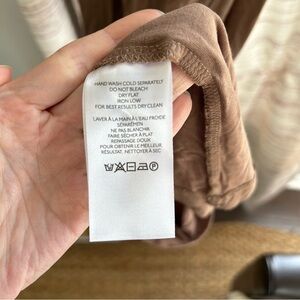 HAND WASH COLD SEPARATELY
DO NOT BLEACH
DRY FLAT
IRON LOW
FOR BEST RESULTS DRY CLEAN
LAVER À LA MAIN À L'EAU FROIDE
SÉPARÉMEN
NE PAS BLANCHIR
FAIRE SÉCHER À PLAT
REPASSAGE DOUX
POUR OBTENIR LE MEILLEUR
RÉSULTAT, NETTOYER À SEC